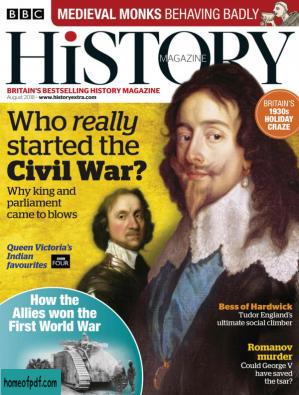 BBC
MEDIEVAL MONKS BEHAVING BADLY
HiSTORY
MAGAZINE
BRITAIN'S BESTSELLING HISTORY MAGAZINE
August 2018 • www.historyextra.com
BRITAIN'S
1930s
HOLIDAY
CRAZE
Who really
started the
Civil War?
Why king and
parliament
came to blows
Queen Victoria's
Indian
favourites
BBC
FOUR
How the
Allies won the
First World War
Bess of Hardwick
Tudor England's
ultimate social climber
Romanov
murder
Could George V
have saved
the tsar?
homeofpdf.com